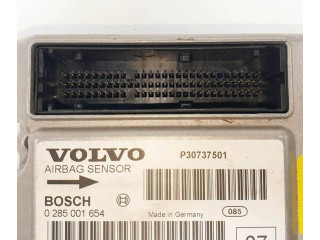 VOLVO P30737501
AIRBAG SENSOR
BOSCH
0 285 001 654 Made in Germany 085